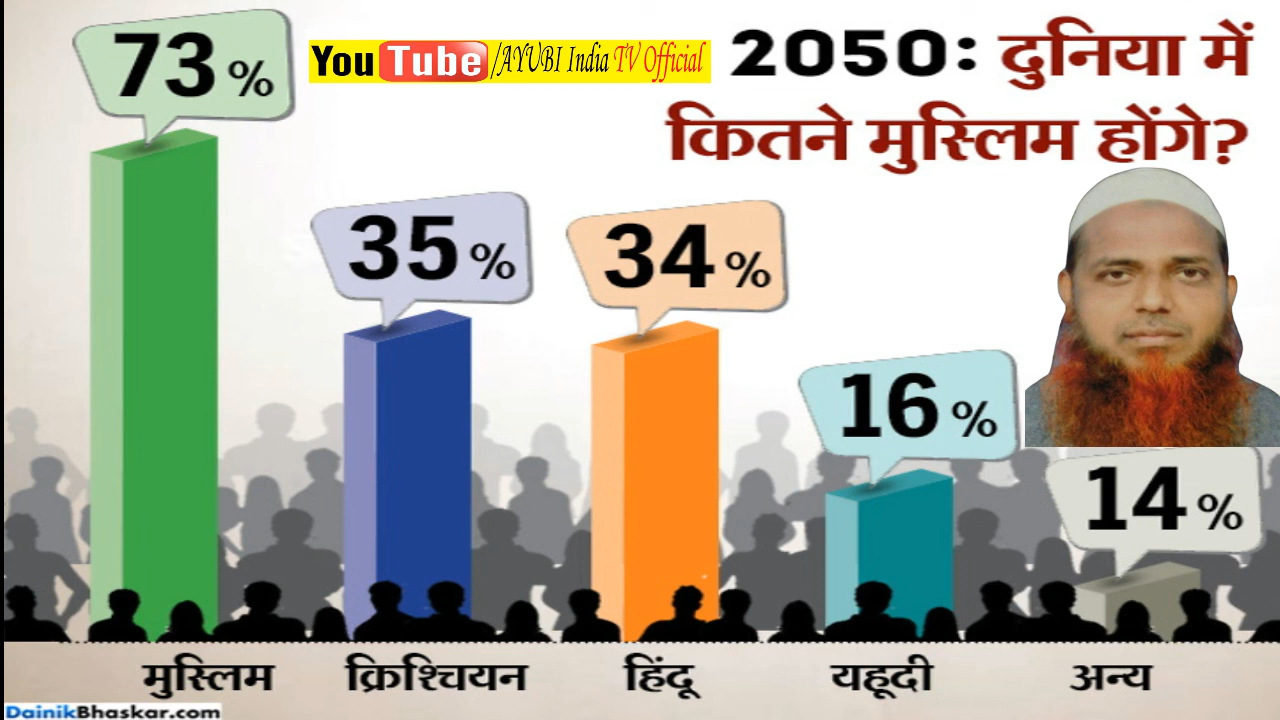 73 %
YouTube/AYUBI India TV Official
2050: दुनिया में
कितने मुस्लिम होंगे?
35 %
34 %
16 %
14 %
मुस्लिम
क्रिश्चियन
हिंदू
यहूदी
अन्य
DainikBhaskar.com